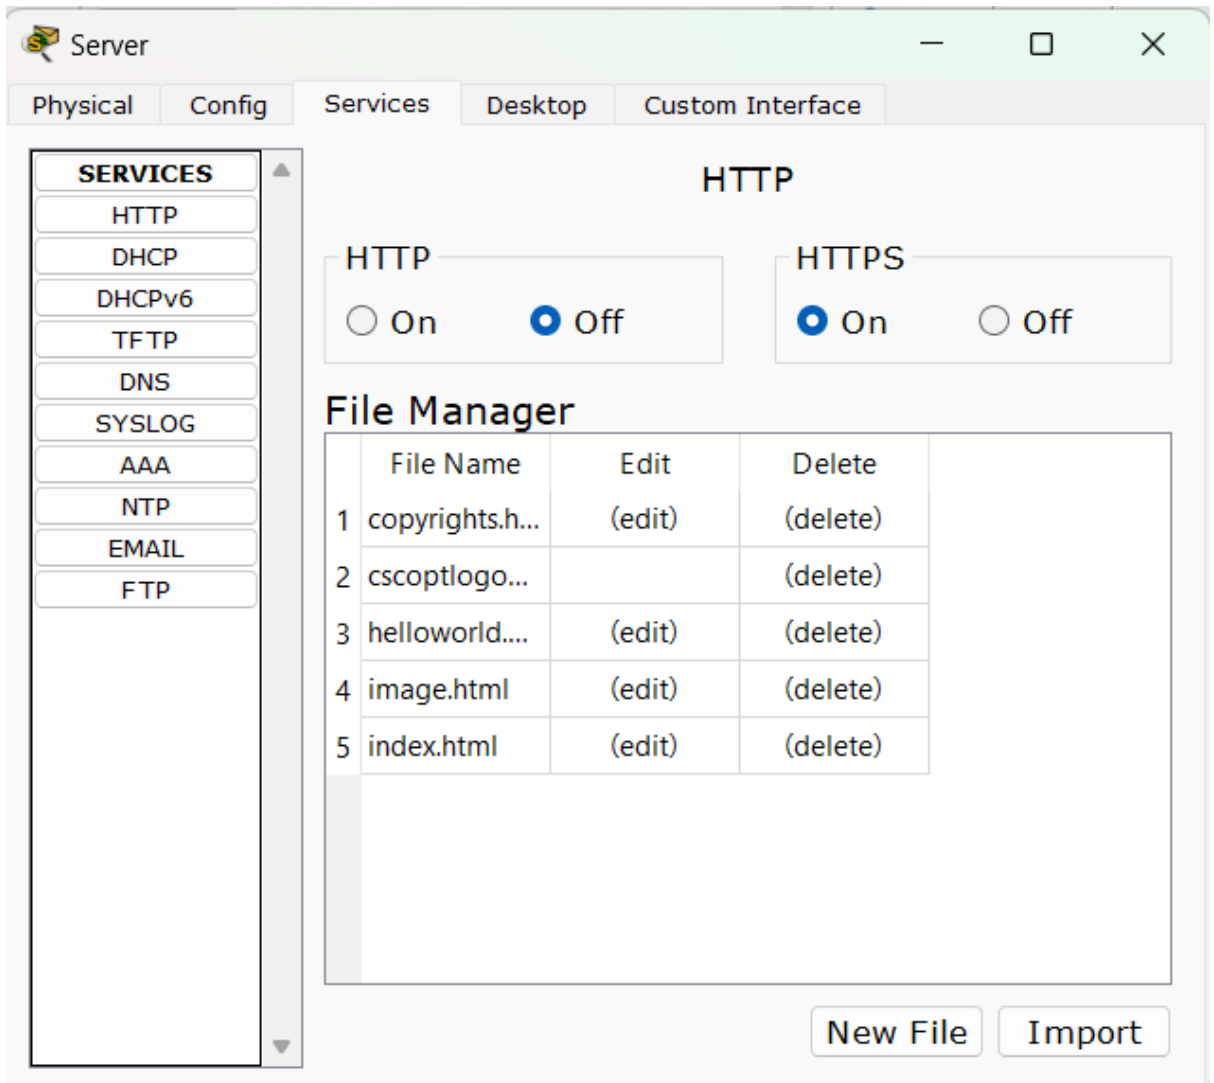 Server
Physical Config Services Desktop Custom Interface
SERVICES
HTTP
DHCP
DHCPv6
TFTP
DNS
SYSLOG
AAA
NTP
EMAIL
FTP
HTTP
HTTP
On Off
HTTPS
On Off
File Manager
File Name Edit Delete
1 copyrights.h... (edit) (delete)
2 cscoptlogo... (delete)
3 helloworld.... (edit) (delete)
4 image.html (edit) (delete)
5 index.html (edit) (delete)
New File Import